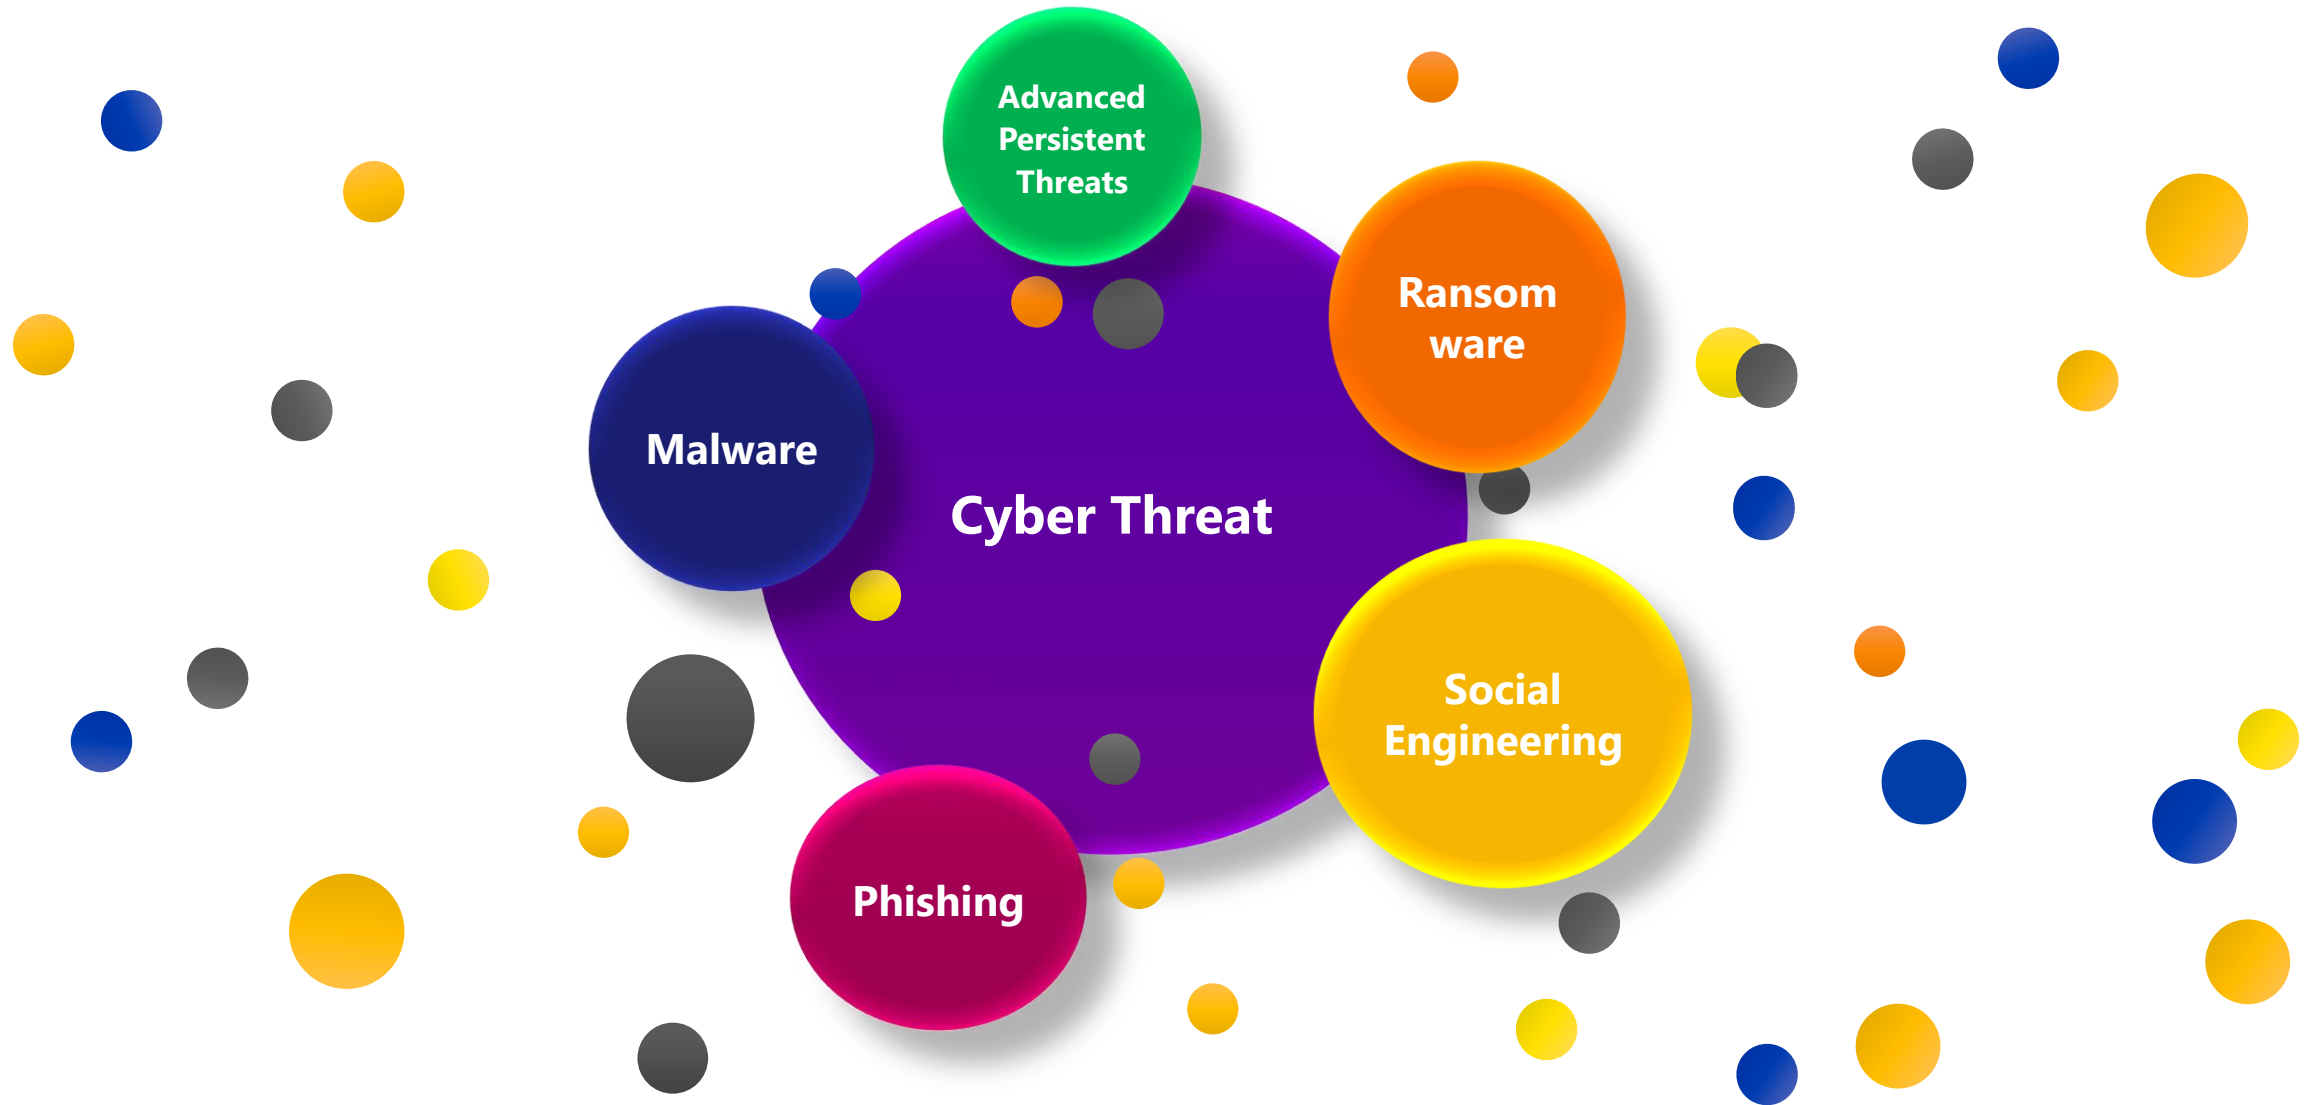 Advanced
Persistent
Threats
Ransom
ware
Malware
Cyber Threat
Social
Engineering
Phishing